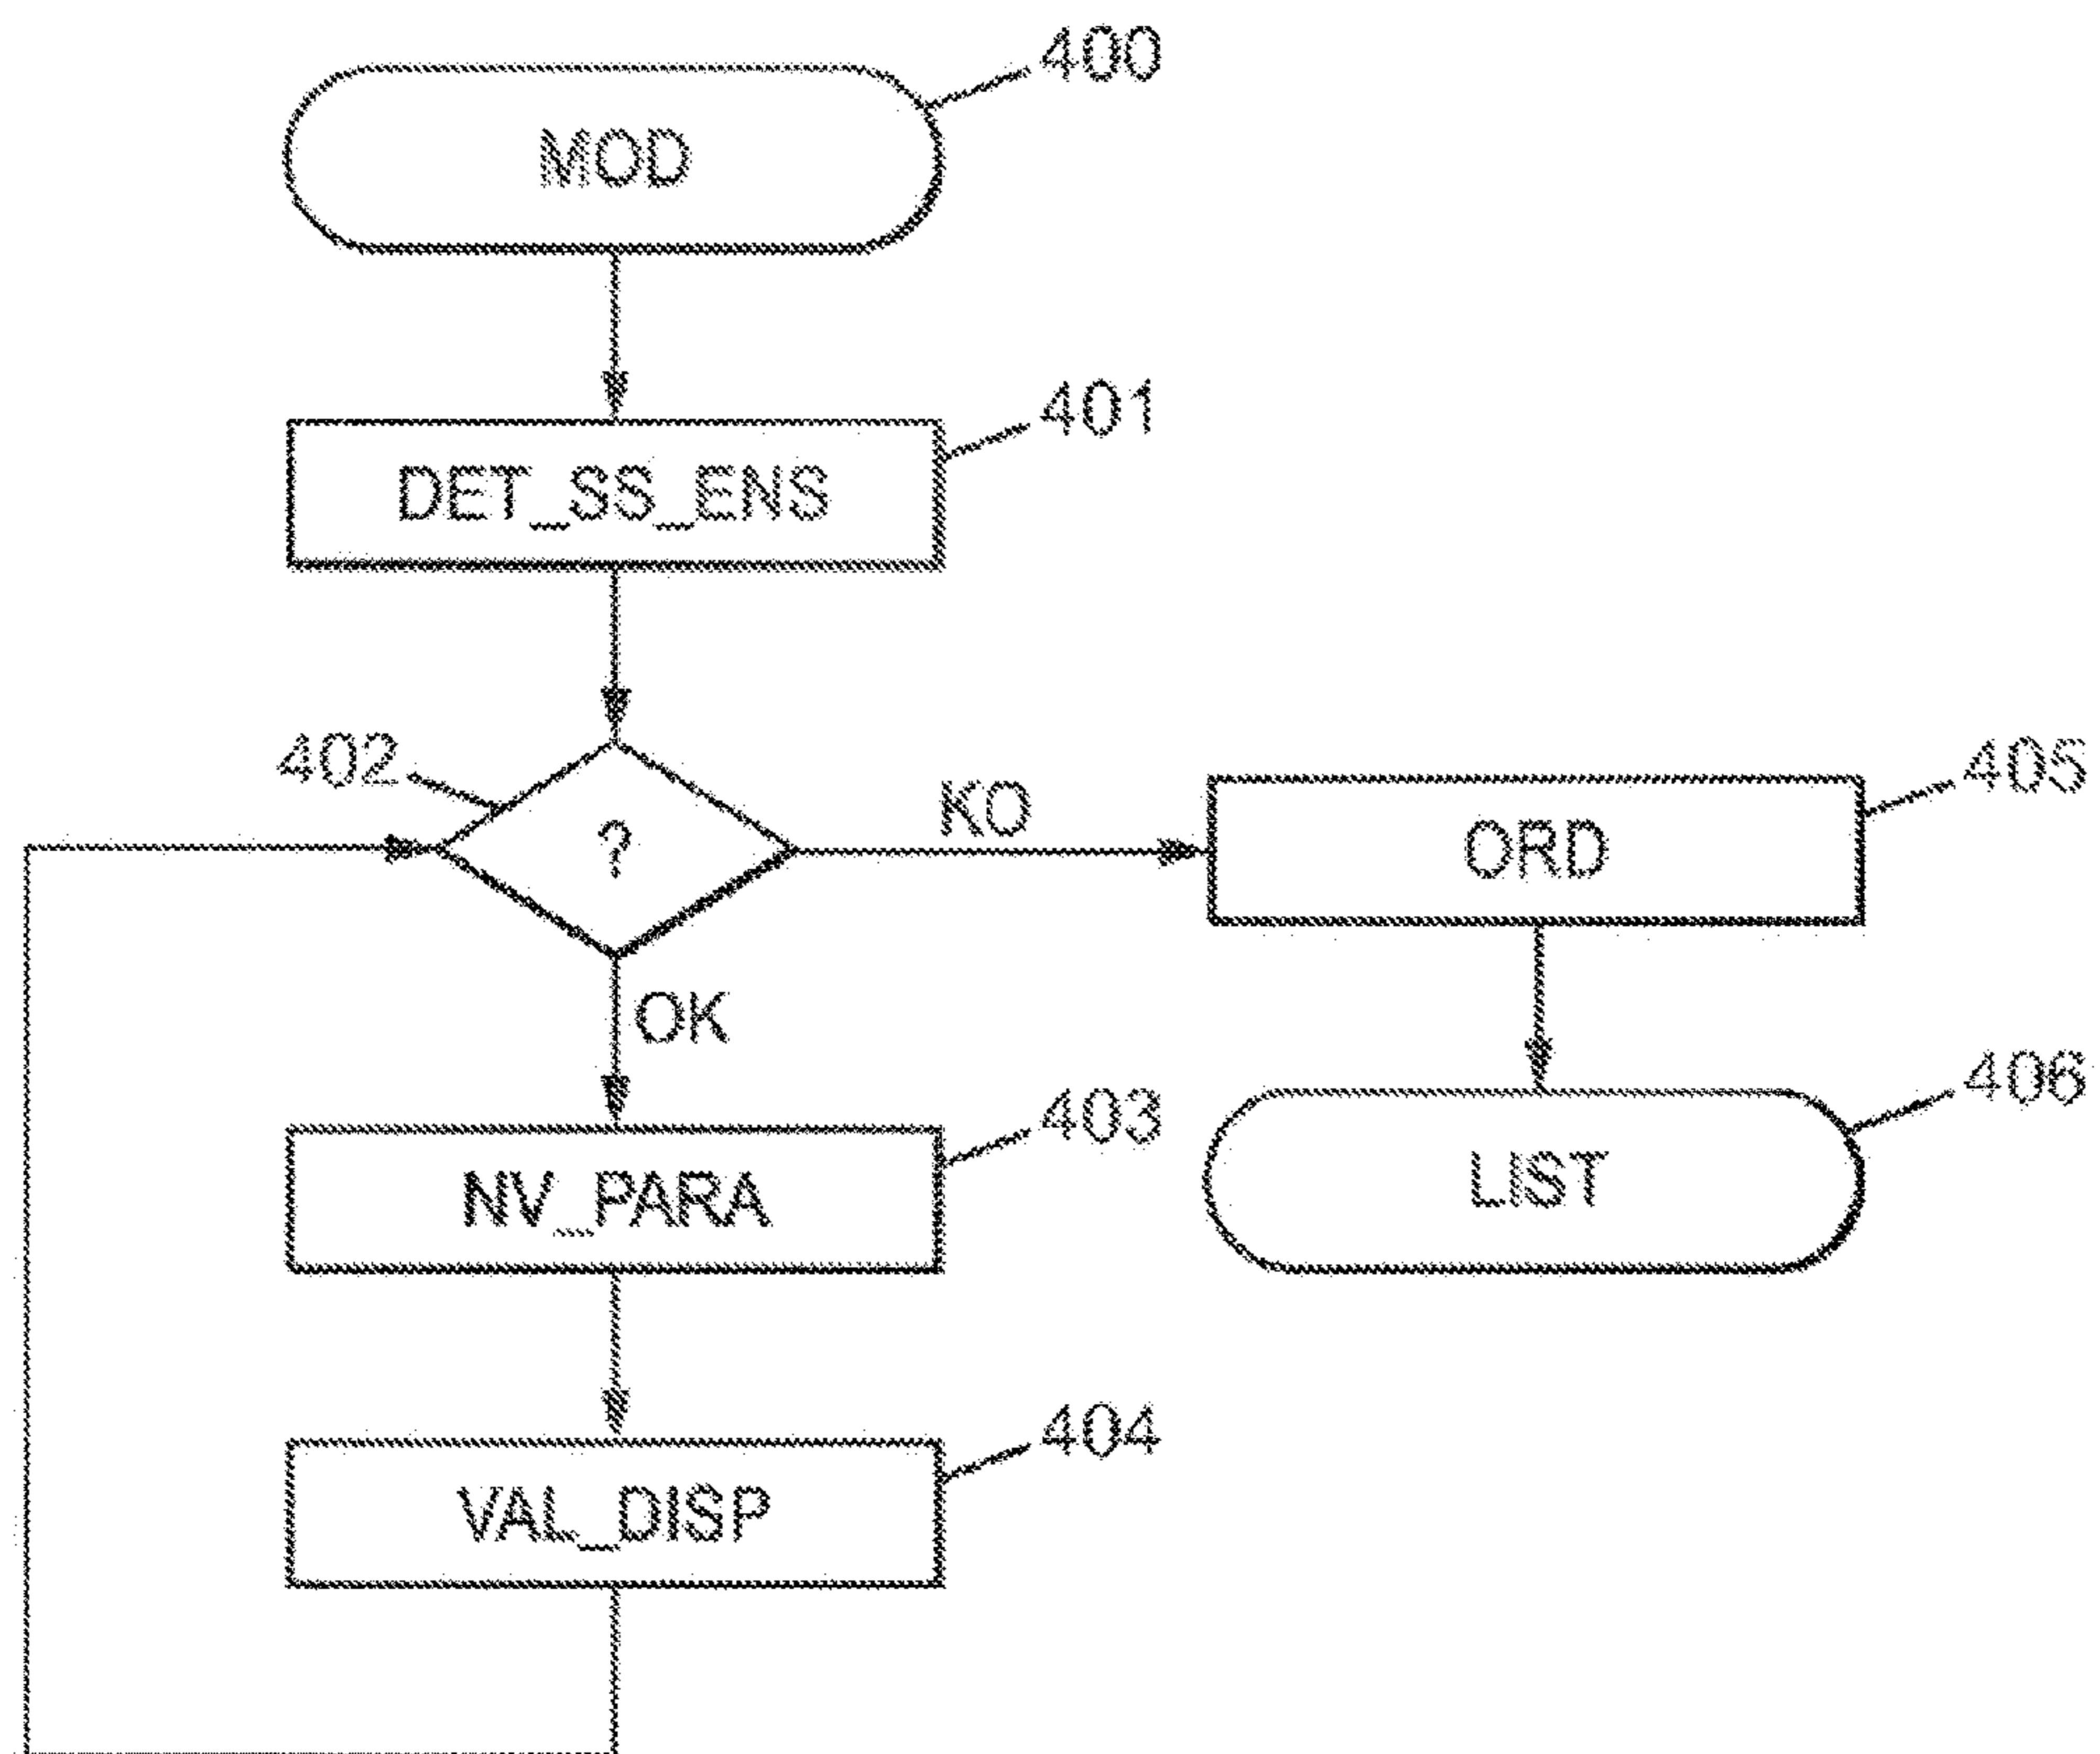 400
MOD
401
DET_SS_ENS
402
?
KO
405
ORD
OK
403
NV_PARA
406
LIST
404
VAL_DISP